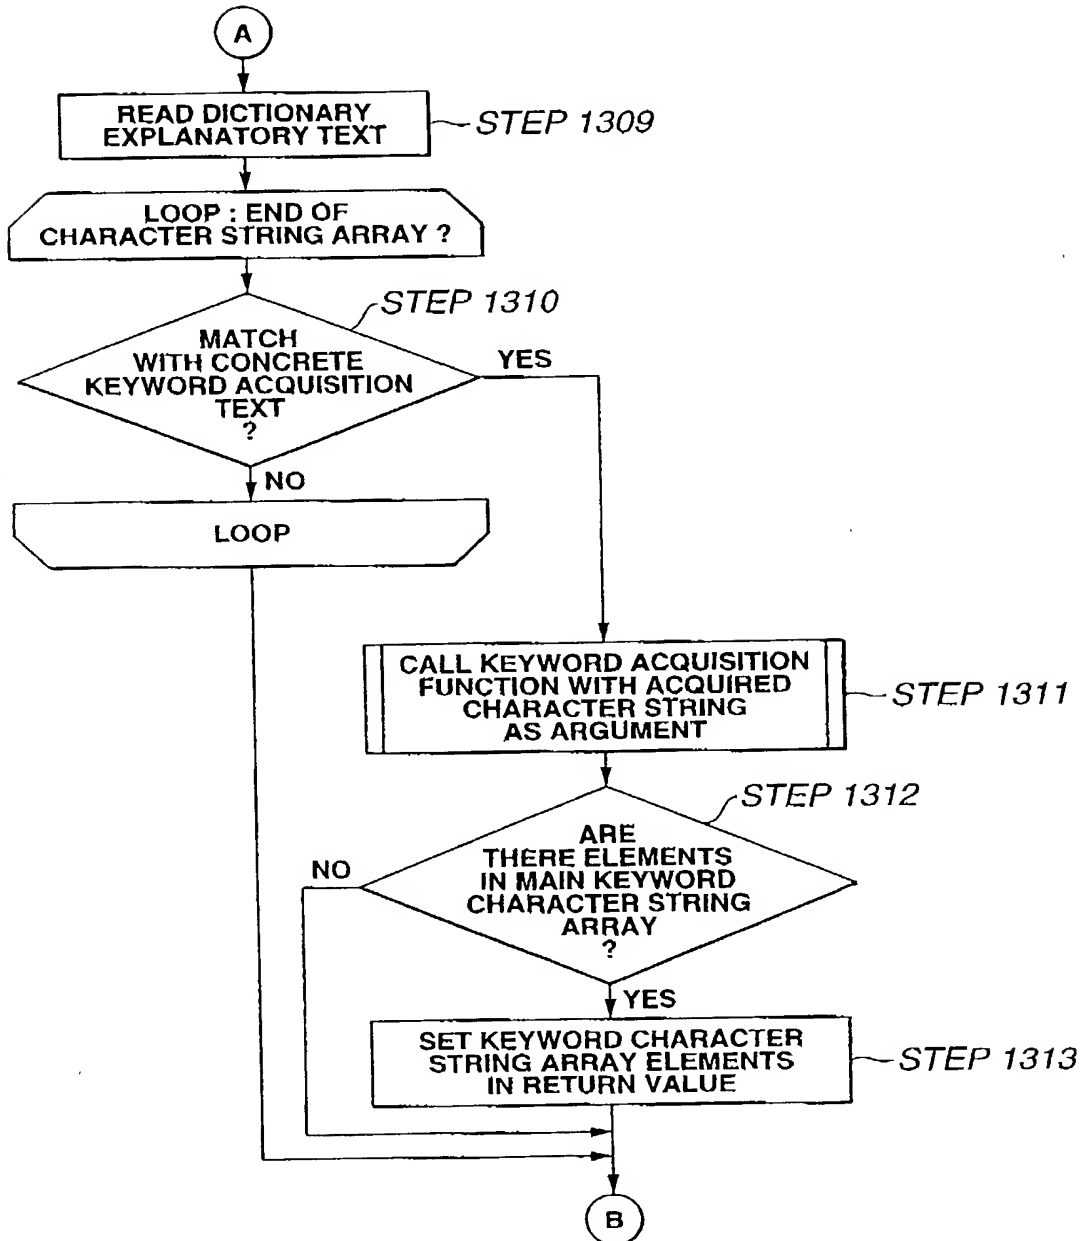 A
READ DICTIONARY
EXPLANATORY TEXT
STEP 1309
LOOP : END OF
CHARACTER STRING ARRAY ?
STEP 1310
MATCH
WITH CONCRETE
KEYWORD ACQUISITION
TEXT
?
YES
NO
LOOP
CALL KEYWORD ACQUISITION
FUNCTION WITH ACQUIRED
CHARACTER STRING
AS ARGUMENT
STEP 1311
STEP 1312
ARE
THERE ELEMENTS
IN MAIN KEYWORD
CHARACTER STRING
ARRAY
?
NO
YES
SET KEYWORD CHARACTER
STRING ARRAY ELEMENTS
IN RETURN VALUE
STEP 1313
B